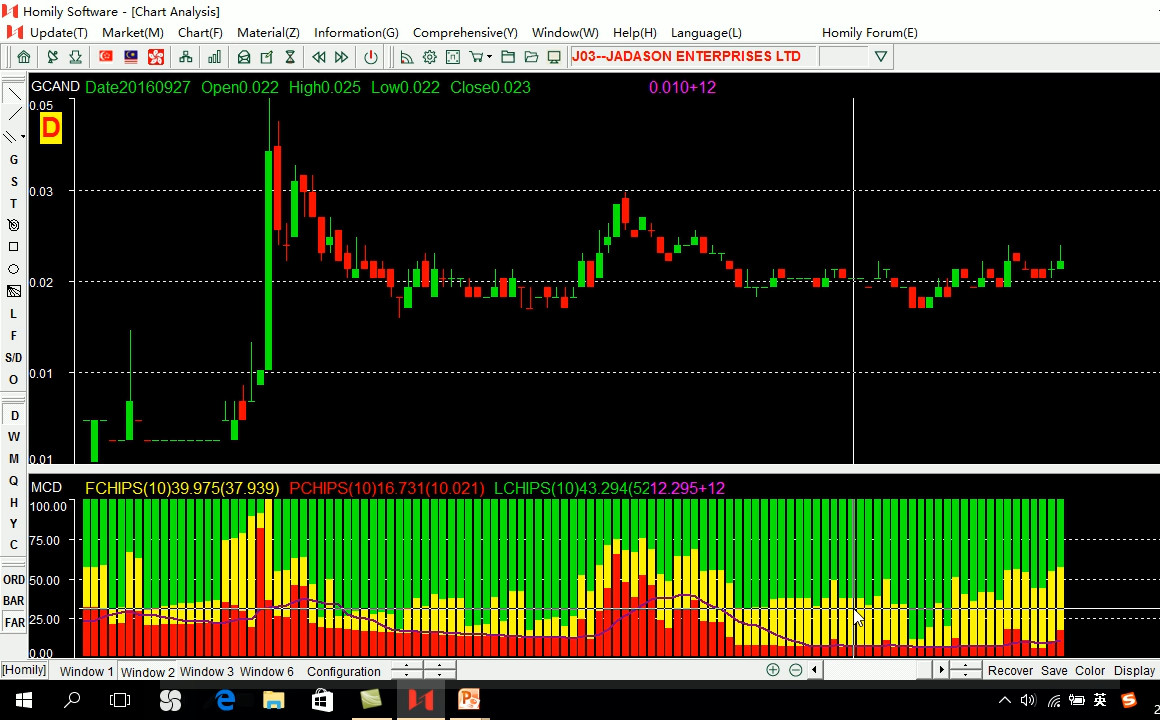 Homily Software - [Chart Analysis]
Update(T) Market(M) Chart(F) Material(Z) Information(G) Comprehensive(Y) Window(W) Help(H) Language(L) Homily Forum(E)
J03--JADASON ENTERPRISES LTD
GCAND Date20160927 Open0.022 High0.025 Low0.022 Close0.023 0.010+12
0.05
D
0.03
0.02
0.01
0.01
G
S
T
L
F
S/D
O
D
W
M
Q
H
Y
C
ORD
BAR
FAR
MCD FCHIPS(10)39.975(37.939) PCHIPS(10)16.731(10.021) LCHIPS(10)43.294(5212.295+12
100.00
75.00
50.00
25.00
0.00
[Homily] Window 1 Window 2 Window 3 Window 6 Configuration Recover Save Color Display
英
2